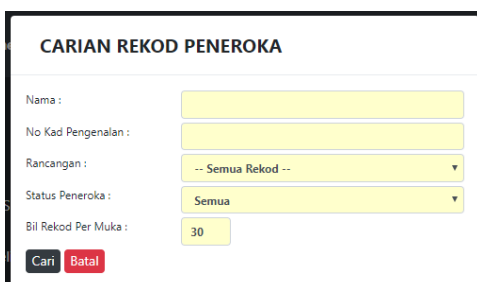 CARIAN REKOD PENEROKA
Nama :
No Kad Pengenalan :
Rancangan :
-- Semua Rekod --
Status Peneroka :
Semua
Bil Rekod Per Muka :
30
Cari Batal